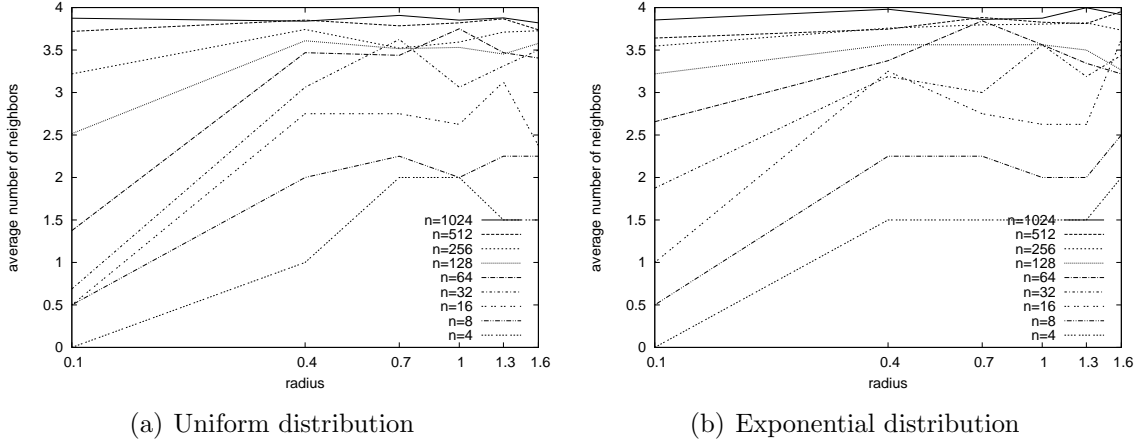 4
3.5
3
2.5
2
1.5
1
0.5
0
average number of neighbors
n=1024
n=512
n=256
n=128
n=64
n=32
n=16
n=8
n=4
0.1 0.4 0.7 1 1.3 1.6
radius
(a) Uniform distribution
4
3.5
3
2.5
2
1.5
1
0.5
0
average number of neighbors
n=1024
n=512
n=256
n=128
n=64
n=32
n=16
n=8
n=4
0.1 0.4 0.7 1 1.3 1.6
radius
(b) Exponential distribution